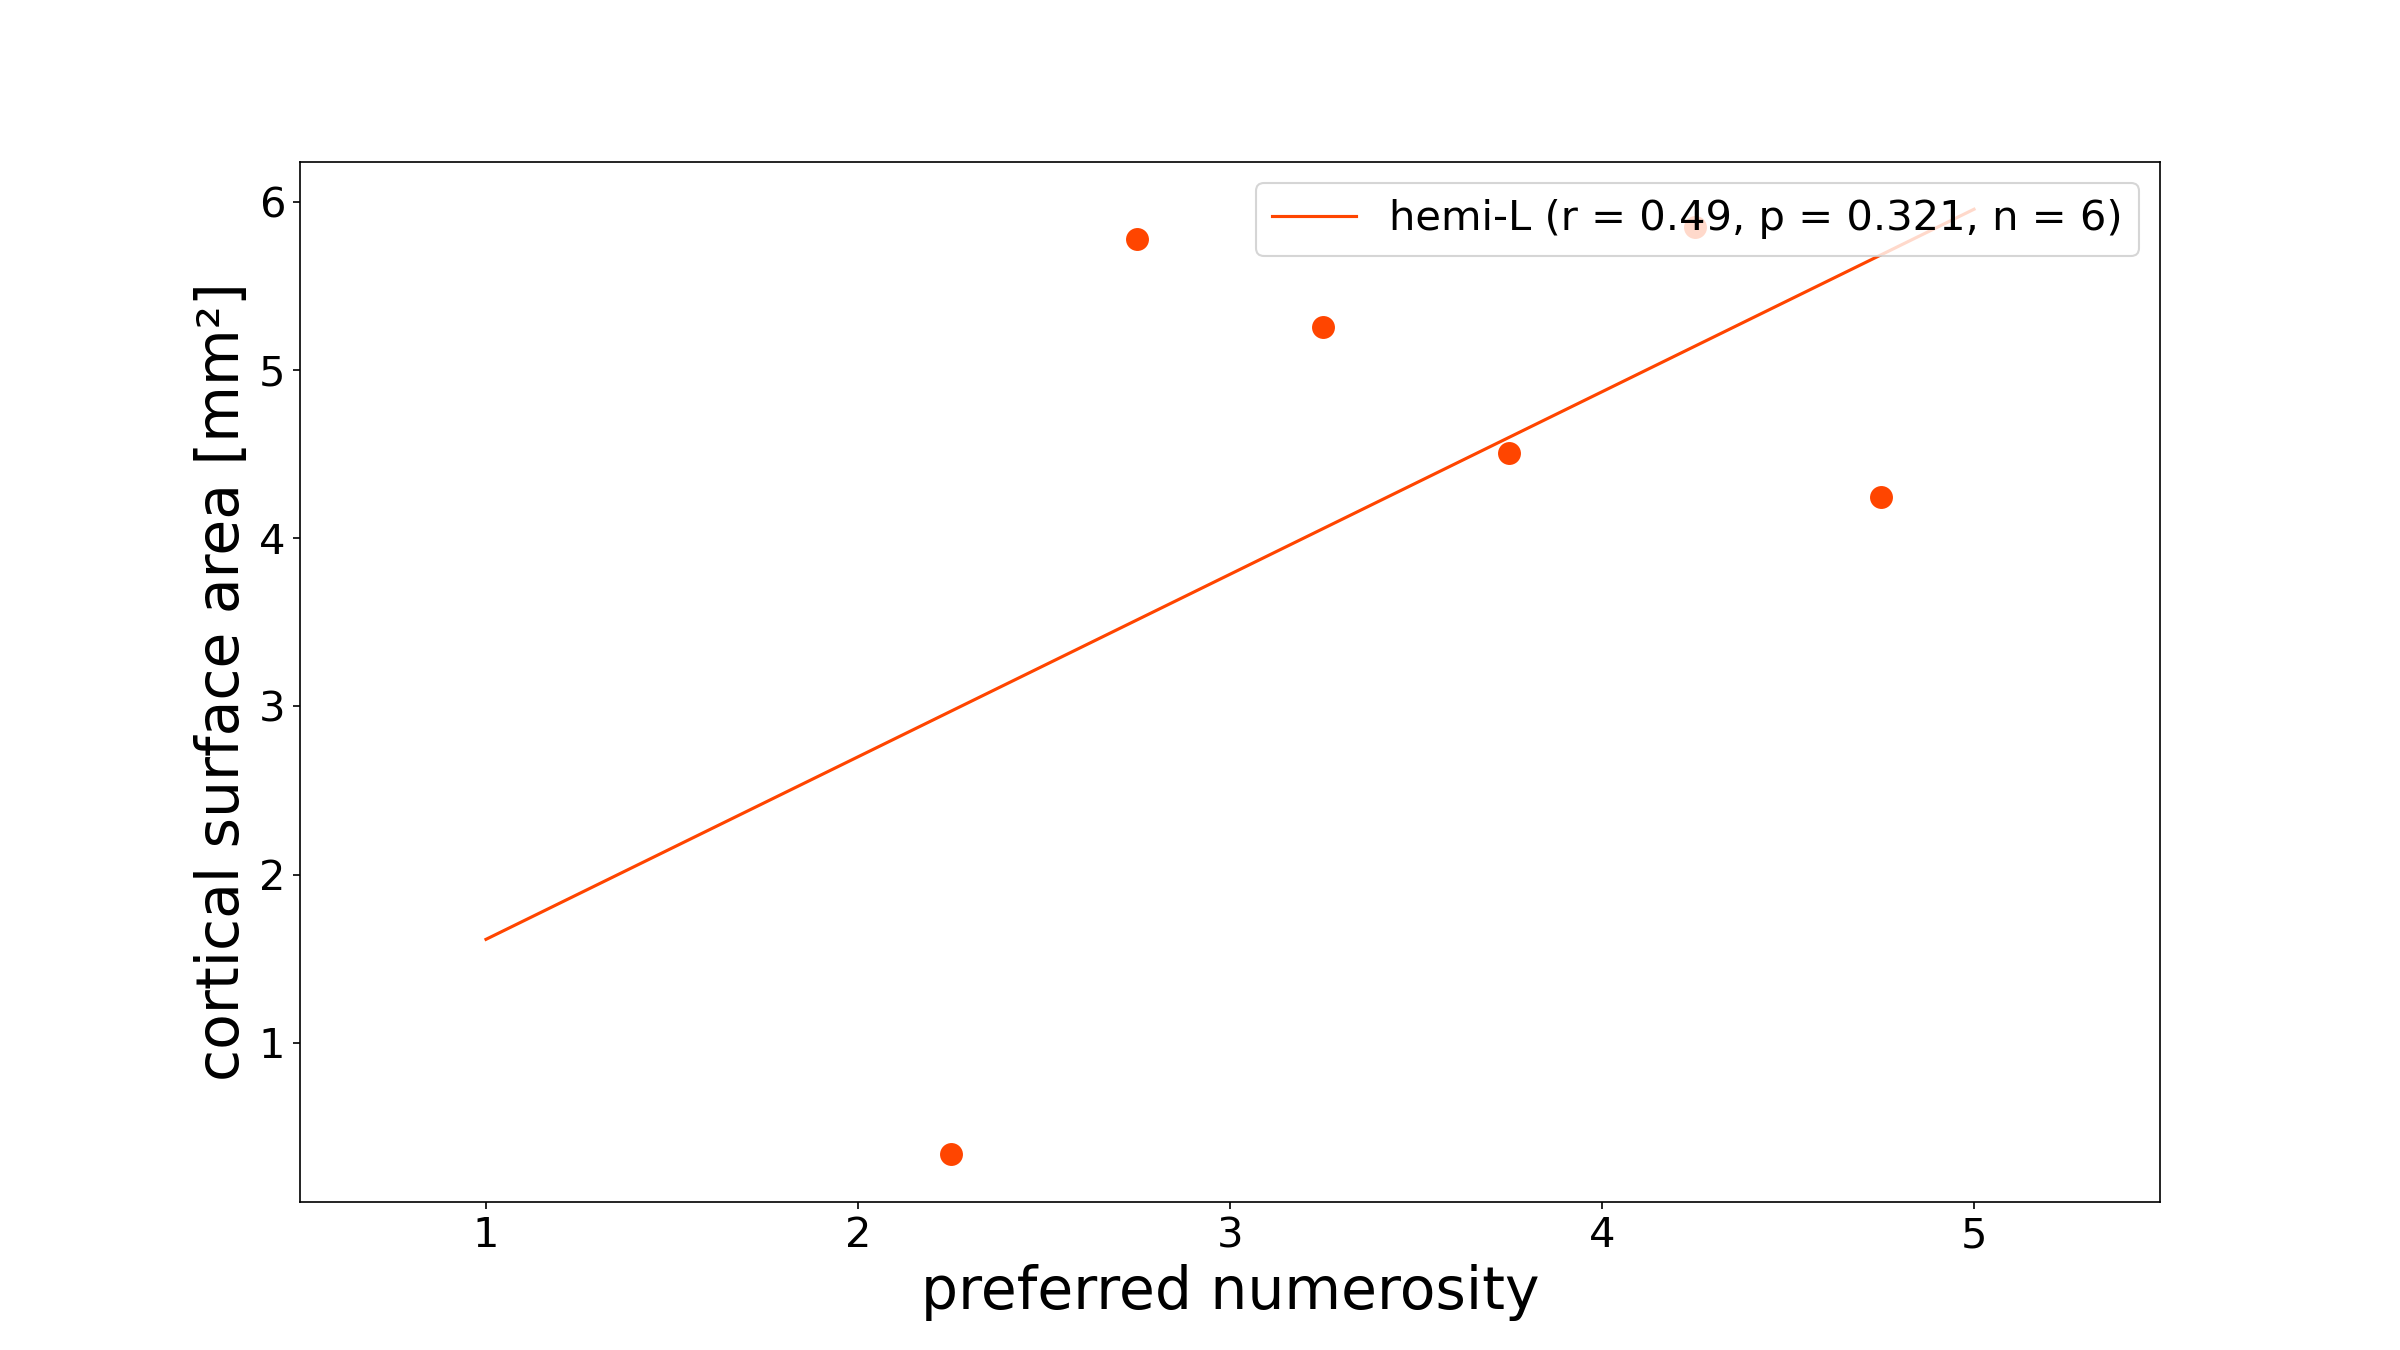 hemi-L (r = 0.49, p = 0.321, n = 6)
cortical surface area [mm²]
6
5
4
3
2
1
1 2 3 4 5
preferred numerosity